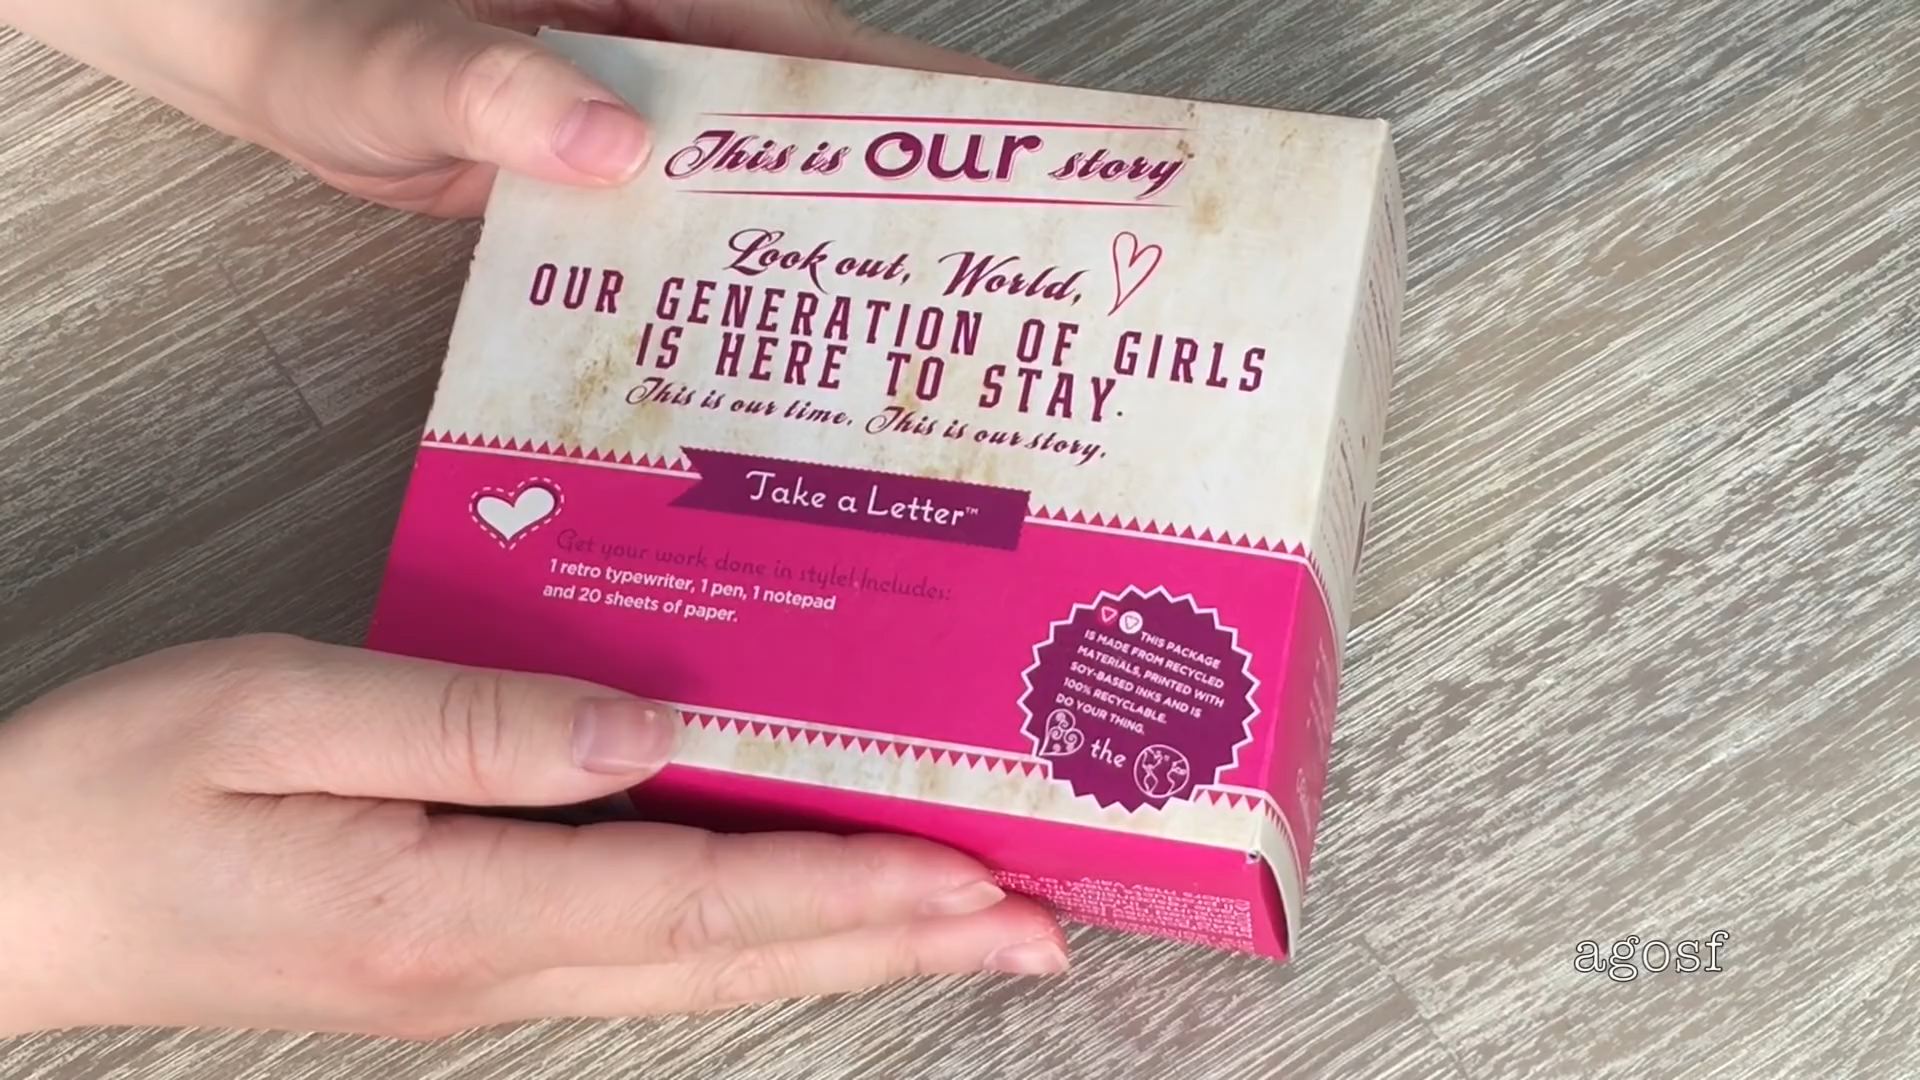 This is our story
Look out, World,
OUR GENERATION OF GIRLS
IS HERE TO STAY.
This is our time. This is our story.
Take a Letter™
Get your work done in style! Includes:
1 retro typewriter, 1 pen, 1 notepad
and 20 sheets of paper.
THIS PACKAGE
IS MADE FROM RECYCLED
MATERIALS, PRINTED WITH
SOY-BASED INKS AND IS
100% RECYCLABLE.
DO YOUR THING.
the
agosf